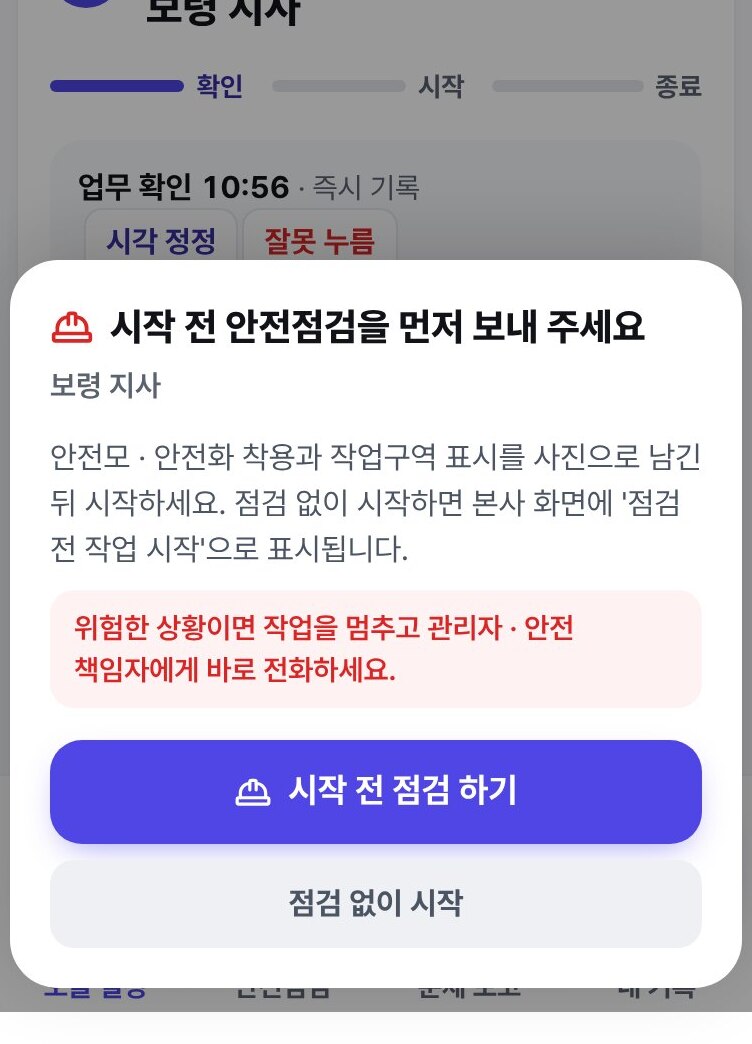 보령 지사
확인
시작
종료
업무 확인 10:56 · 즉시 기록
시각 정정
잘못 누름
시작 전 안전점검을 먼저 보내 주세요
보령 지사
안전모 · 안전화 착용과 작업구역 표시를 사진으로 남긴
뒤 시작하세요. 점검 없이 시작하면 본사 화면에 '점검
전 작업 시작'으로 표시됩니다.
위험한 상황이면 작업을 멈추고 관리자 · 안전
책임자에게 바로 전화하세요.
시작 전 점검 하기
점검 없이 시작